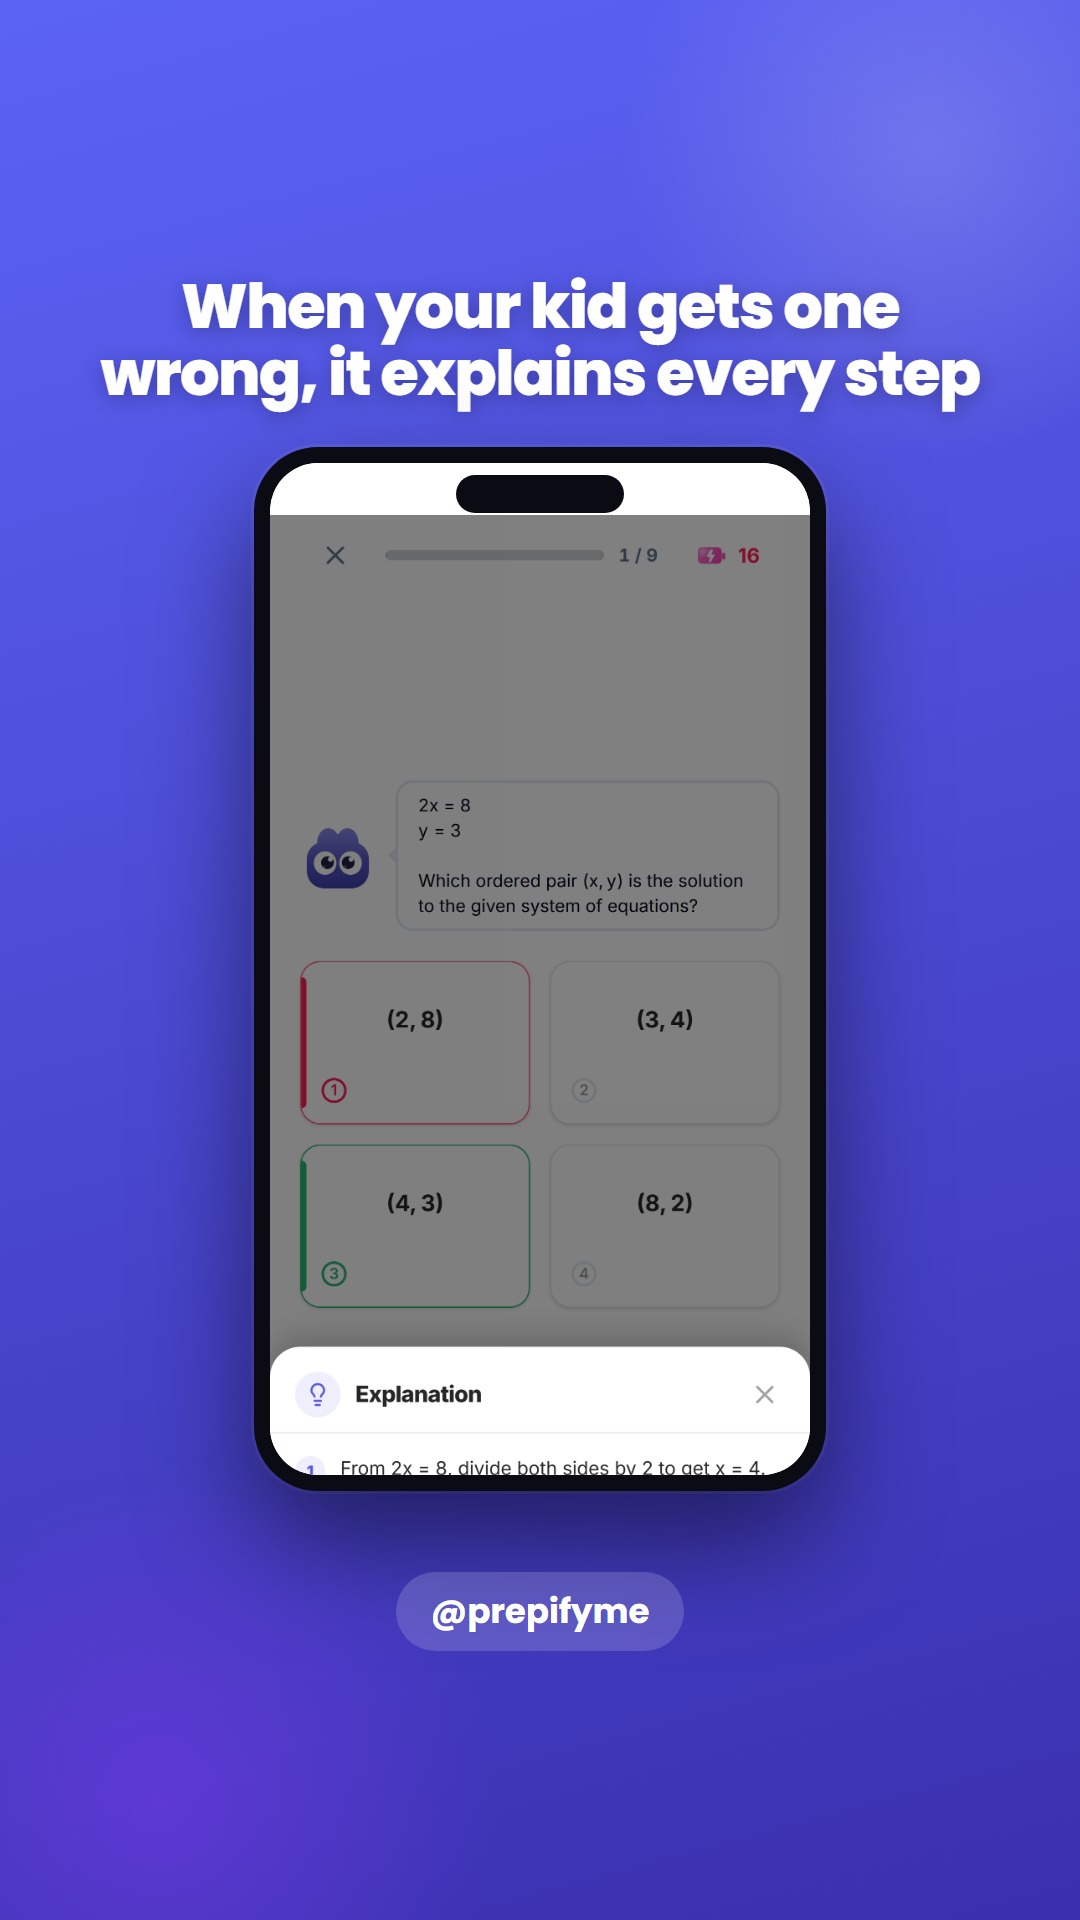 When your kid gets one
wrong, it explains every step
1 / 9
16
2x = 8
y = 3
Which ordered pair (x, y) is the solution
to the given system of equations?
(2, 8)
(3, 4)
1
2
(4, 3)
(8, 2)
3
4
Explanation
1
From 2x = 8, divide both sides by 2 to get x = 4.
@prepifyme